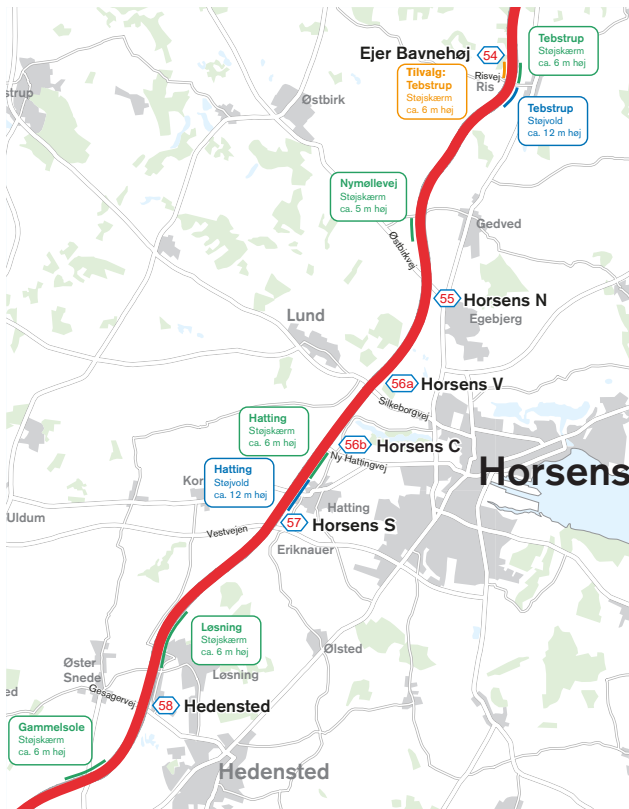 Ejer Bavnehøj
54
Tebstrup
Støjskærm
ca. 6 m høj
Tilvalg:
Tebstrup
Støjskærm
ca. 6 m høj
Risvej
Ris
Tebstrup
Støjvold
ca. 12 m høj
strup
Østbirk
Nymøllevej
Støjskærm
ca. 5 m høj
Gedved
Østbirkvej
55
Horsens N
Egebjerg
Lund
56a
Horsens V
Silkeborgvej
Hatting
Støjskærm
ca. 6 m høj
56b
Horsens C
Ny Hattingvej
Horsens
Hatting
Støjvold
ca. 12 m høj
Kor
Hatting
Uldum
57
Horsens S
Vestvejen
Eriknauer
Løsning
Støjskærm
ca. 6 m høj
Ølsted
Øster
Snede
Løsning
ed
Gesagervej
58
Hedensted
Gammelsole
Støjskærm
ca. 6 m høj
Hedensted